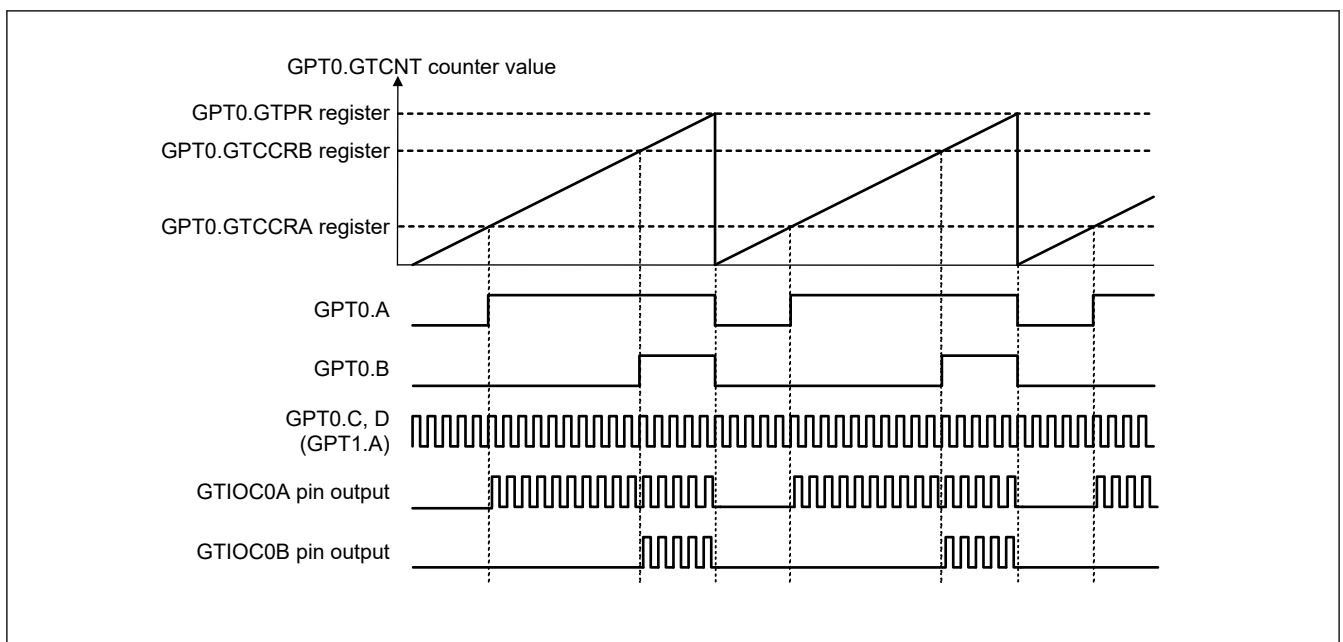 GPT0.GTCNT counter value
GPT0.GTPR register
GPT0.GTCCRB register
GPT0.GTCCRA register
GPT0.A
GPT0.B
GPT0.C, D
(GPT1.A)
GTIOC0A pin output
GTIOC0B pin output